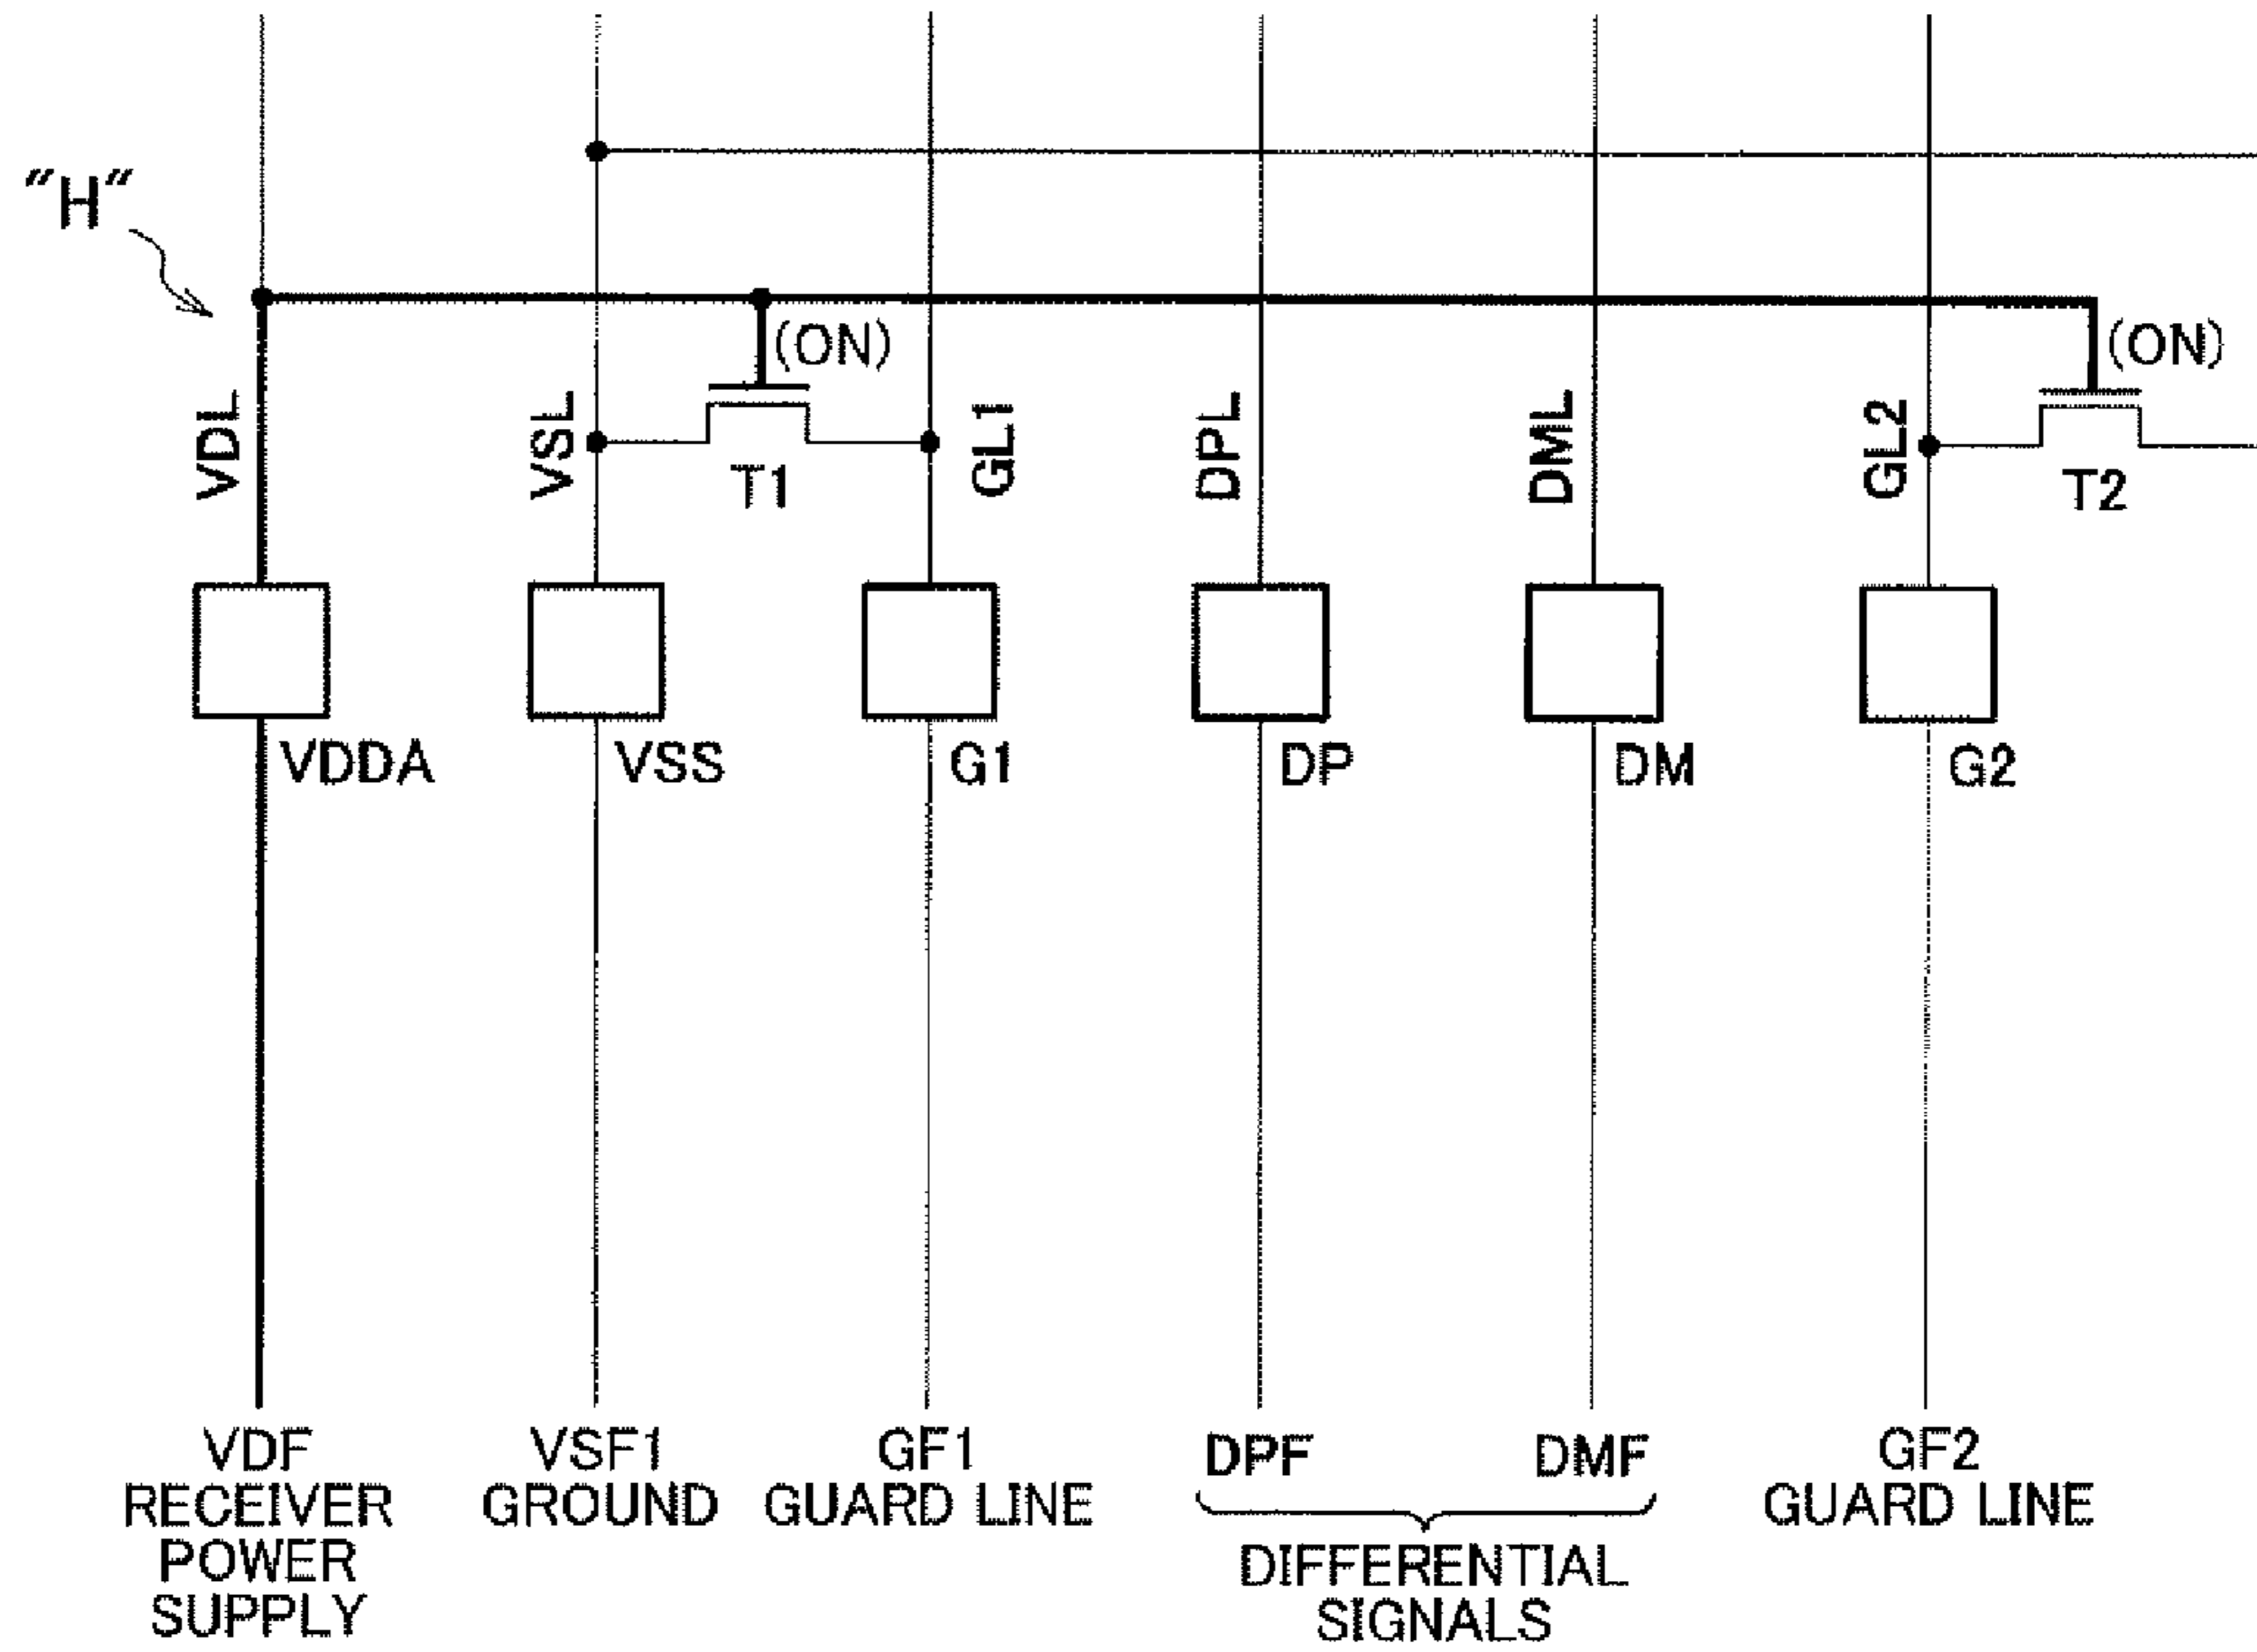 "H"
(ON)
(ON)
VDL
VSL
T1
GL1
DPL
DML
GL2
T2
VDDA
VSS
G1
DP
DM
G2
VDF
RECEIVER
POWER
SUPPLY
VSF1
GROUND
GF1
GUARD LINE
DPF
DMF
DIFFERENTIAL
SIGNALS
GF2
GUARD LINE